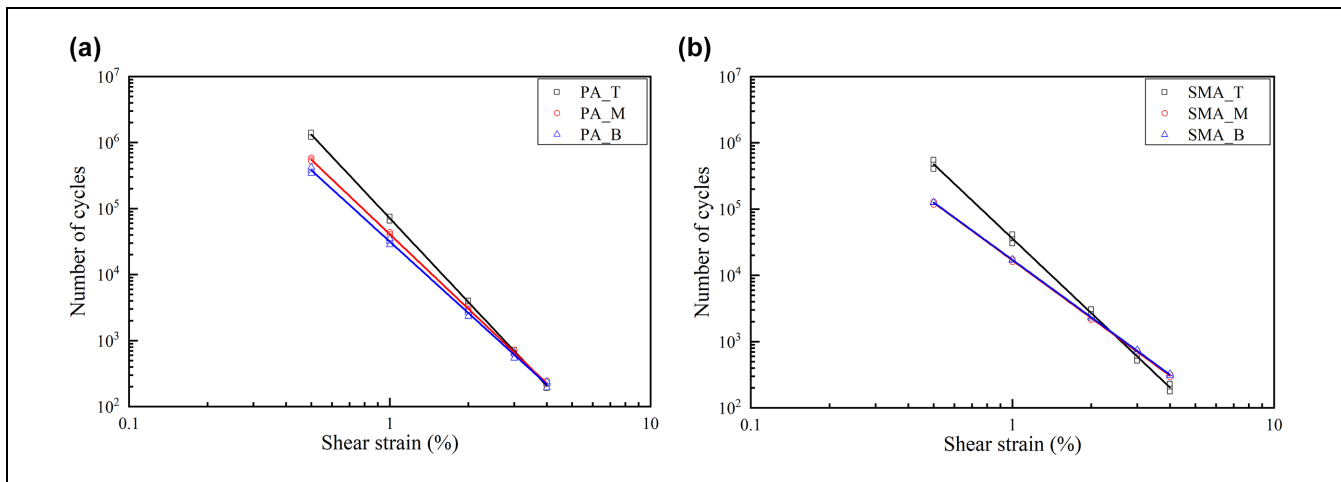 (a)
10^7
10^6
10^5
10^4
10^3
10^2
Number of cycles
PA_T
PA_M
PA_B
0.1
1
10
Shear strain (%)
(b)
10^7
10^6
10^5
10^4
10^3
10^2
Number of cycles
SMA_T
SMA_M
SMA_B
0.1
1
10
Shear strain (%)